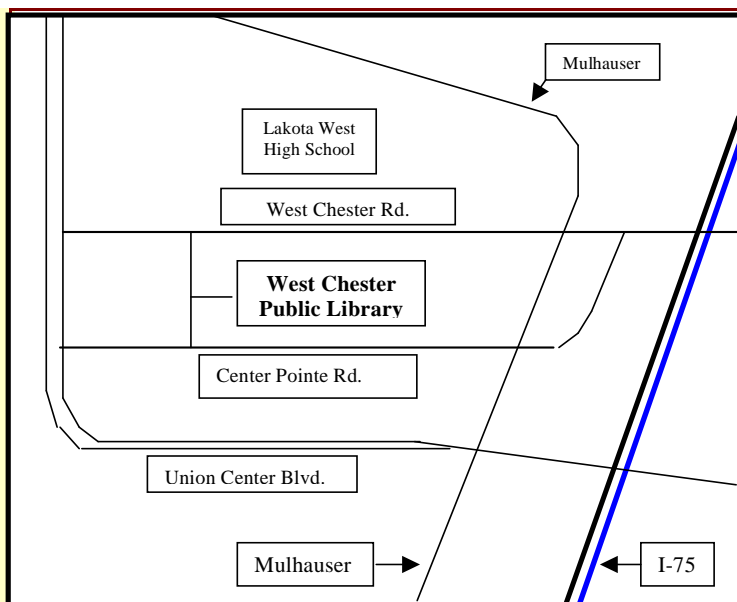 Mulhauser
Lakota West
High School
West Chester Rd.
West Chester
Public Library
Center Pointe Rd.
Union Center Blvd.
Mulhauser
I-75